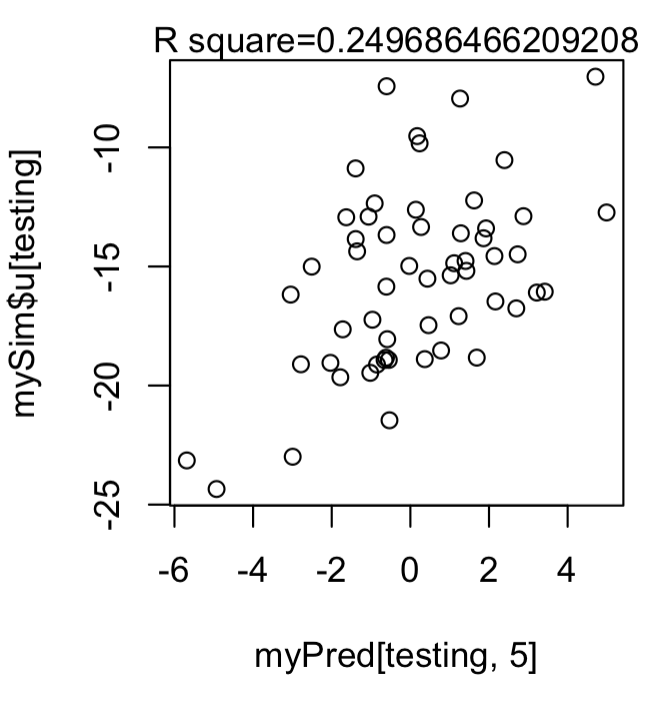 R square=0.249686466209208
mySim$u[testing]
-10
-15
-20
-25
-6 -4 -2 0 2 4
myPred[testing, 5]